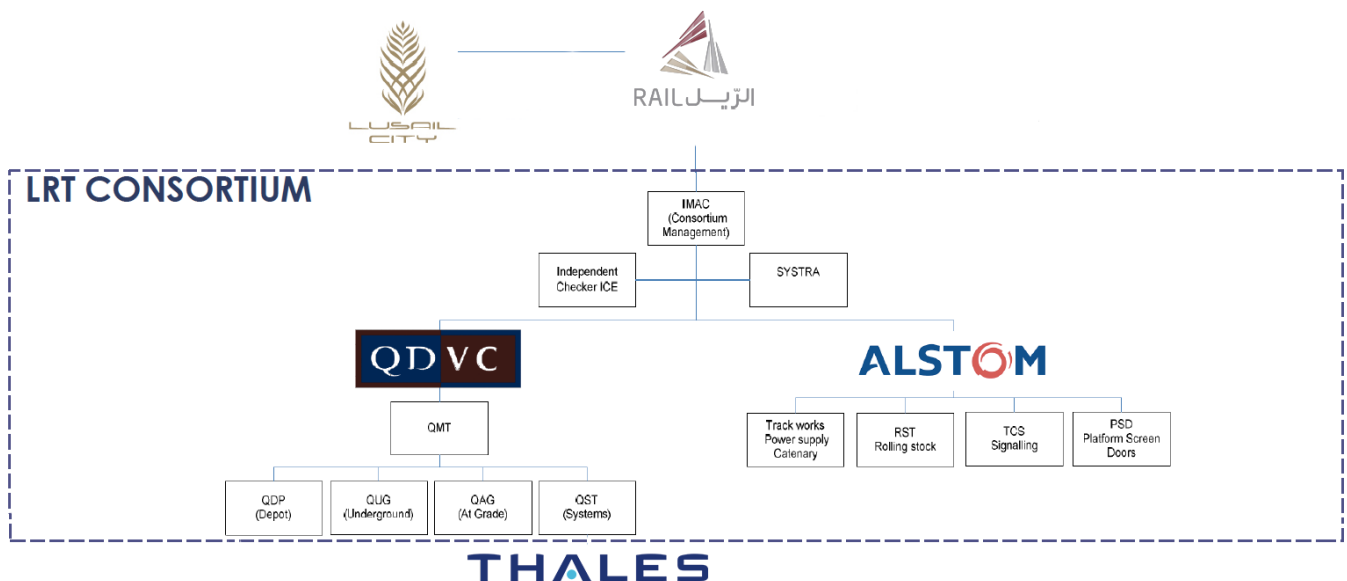 LUSAIL
CITY
RAIL الرّيــل
LRT CONSORTIUM
IMAC
(Consortium
Management)
Independent
Checker ICE
SYSTRA
QDVC
ALSTOM
QMT
Track works
Power supply
Catenary
RST
Rolling stock
TCS
Signalling
PSD
Platform Screen
Doors
QDP
(Depot)
QUG
(Underground)
QAG
(At Grade)
QST
(Systems)
THALES